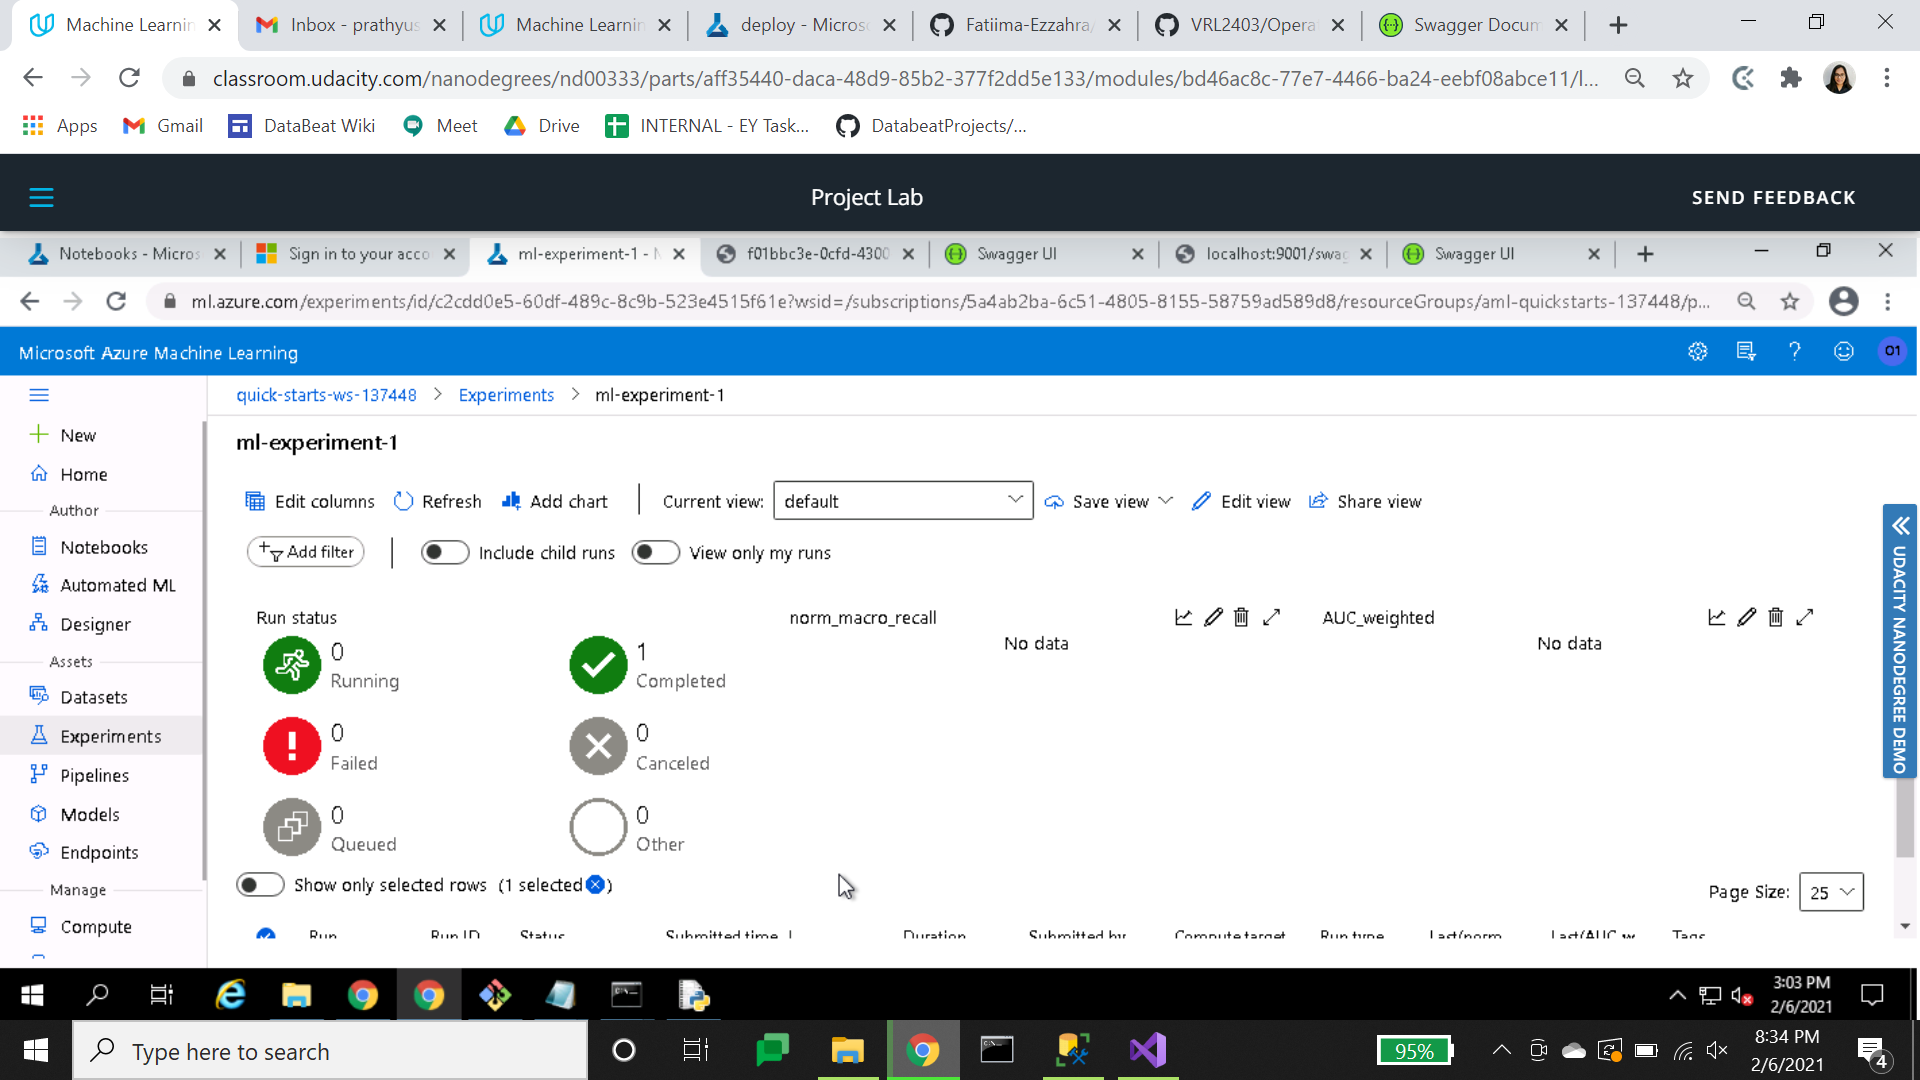 Machine Learnin
Inbox - prathyus
Machine Learnin
deploy - Microso
Fatiima-Ezzahra/
VRL2403/Opera
Swagger Docum
classroom.udacity.com/nanodegrees/nd00333/parts/aff35440-daca-48d9-85b2-377f2dd5e133/modules/bd46ac8c-77e7-4466-ba24-eebf08abce11/l...
Apps
Gmail
DataBeat Wiki
Meet
Drive
INTERNAL - EY Task...
DatabeatProjects/...
Project Lab
SEND FEEDBACK
Notebooks - Micros
Sign in to your acco
ml-experiment-1 - N
f01bbc3e-0cfd-4300
Swagger UI
localhost:9001/swag
Swagger UI
ml.azure.com/experiments/id/c2cdd0e5-60df-489c-8c9b-523e4515f61e?wsid=/subscriptions/5a4ab2ba-6c51-4805-8155-58759ad589d8/resourceGroups/aml-quickstarts-137448/p...
Microsoft Azure Machine Learning
01
quick-starts-ws-137448 > Experiments > ml-experiment-1
New
Home
Author
Notebooks
Automated ML
Designer
Assets
Datasets
Experiments
Pipelines
Models
Endpoints
Manage
Compute
ml-experiment-1
Edit columns
Refresh
Add chart
Current view:
default
Save view
Edit view
Share view
Add filter
Include child runs
View only my runs
Run status
0
Running
1
Completed
0
Failed
0
Canceled
0
Queued
0
Other
norm_macro_recall
No data
AUC_weighted
No data
UDACITY NANODEGREE DEMO
Show only selected rows (1 selected )
Page Size: 25
Run
Run ID
Status
Submitted time
Duration
Submitted by
Compute target
Run type
Last(norm_
Last(AUC_w
Tags
3:03 PM
2/6/2021
Type here to search
95%
8:34 PM
2/6/2021
4